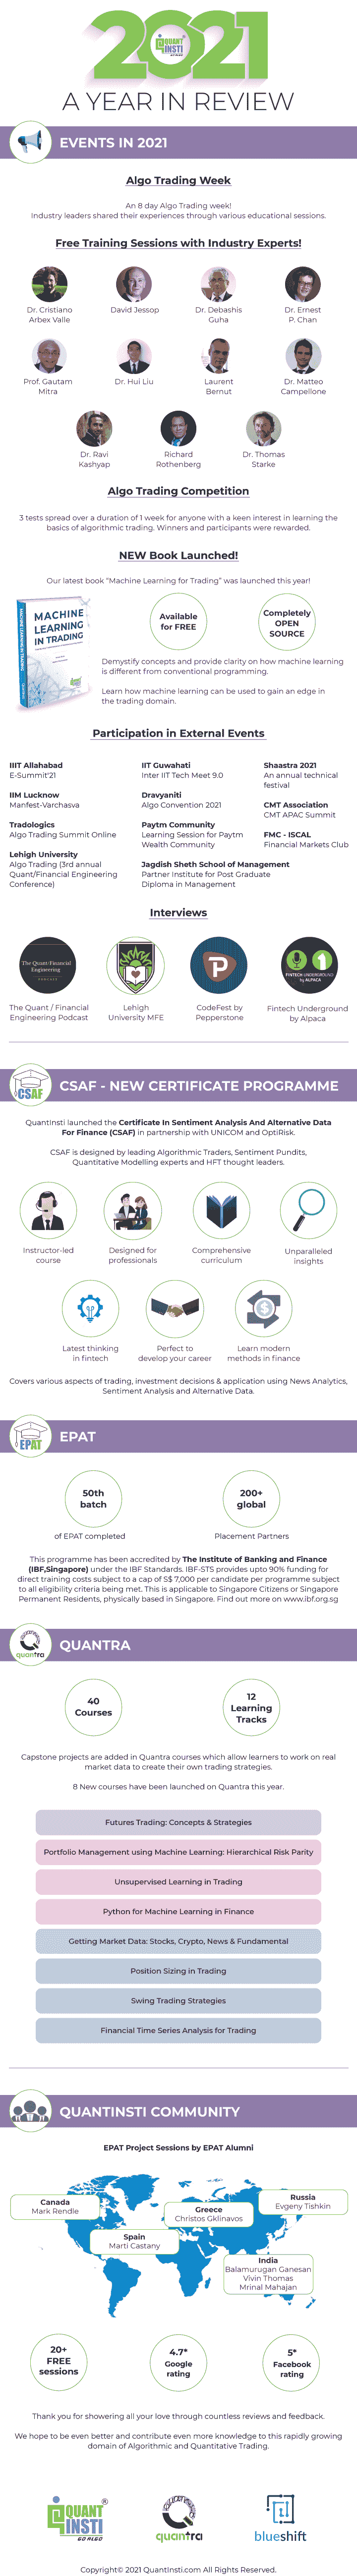 2021
QUANT
INSTI
A YEAR IN REVIEW
EVENTS IN 2021
Algo Trading Week
An 8 day Algo Trading week!
Industry leaders shared their experiences through various educational sessions.
Free Training Sessions with Industry Experts!
Dr. Cristiano
Arbex Valle
David Jessop
Dr. Debashis
Guha
Dr. Ernest
P. Chan
Prof. Gautam
Mitra
Dr. Hui Liu
Laurent
Bernut
Dr. Matteo
Campellone
Dr. Ravi
Kashyap
Richard
Rothenberg
Dr. Thomas
Starke
Algo Trading Competition
3 tests spread over a duration of 1 week for anyone with a keen interest in learning the
basics of algorithmic trading. Winners and participants were rewarded.
NEW Book Launched!
Our latest book "Machine Learning for Trading" was launched this year!
MACHINE LEARNING IN TRADING
MACHINE
LEARNING
IN TRADING
Available
for FREE
Completely
OPEN
SOURCE
Demystify concepts and provide clarity on how machine learning
is different from conventional programming.
Learn how machine learning can be used to gain an edge in
the trading domain.
Participation in External Events
IIIT Allahabad
E-Summit'21
IIM Lucknow
Manfest-Varchasva
Tradologics
Algo Trading Summit Online
Lehigh University
Algo Trading (3rd annual
Quant/Financial Engineering
Conference)
IIT Guwahati
Inter IIT Tech Meet 9.0
Dravyaniti
Algo Convention 2021
Paytm Community
Learning Session for Paytm
Wealth Community
Jagdish Sheth School of Management
Partner Institute for Post Graduate
Diploma in Management
Shaastra 2021
An annual technical
festival
CMT Association
CMT APAC Summit
FMC - ISCAL
Financial Markets Club
Interviews
The Quant/Financial
Engineering
PODCAST
FINTECH UNDERGROUND
by ALPACA
The Quant / Financial
Engineering Podcast
Lehigh
University MFE
CodeFest by
Pepperstone
Fintech Underground
by Alpaca
CSAF
CSAF - NEW CERTIFICATE PROGRAMME
QuantInsti launched the Certificate In Sentiment Analysis And Alternative Data
For Finance (CSAF) in partnership with UNICOM and OptiRisk.
CSAF is designed by leading Algorithmic Traders, Sentiment Pundits,
Quantitative Modelling experts and HFT thought leaders.
Instructor-led
course
Designed for
professionals
Comprehensive
curriculum
Unparalleled
insights
Latest thinking
in fintech
Perfect to
develop your career
Learn modern
methods in finance
Covers various aspects of trading, investment decisions & application using News Analytics,
Sentiment Analysis and Alternative Data.
EPAT
EPAT
50th
batch
200+
global
of EPAT completed
Placement Partners
This programme has been accredited by The Institute of Banking and Finance
(IBF,Singapore) under the IBF Standards. IBF-STS provides upto 90% funding for
direct training costs subject to a cap of S$ 7,000 per candidate per programme subject
to all eligibility criteria being met. This is applicable to Singapore Citizens or Singapore
Permanent Residents, physically based in Singapore. Find out more on www.ibf.org.sg
quantra
QUANTRA
40
Courses
12
Learning
Tracks
Capstone projects are added in Quantra courses which allow learners to work on real
market data to create their own trading strategies.
8 New courses have been launched on Quantra this year.
Futures Trading: Concepts & Strategies
Portfolio Management using Machine Learning: Hierarchical Risk Parity
Unsupervised Learning in Trading
Python for Machine Learning in Finance
Getting Market Data: Stocks, Crypto, News & Fundamental
Position Sizing in Trading
Swing Trading Strategies
Financial Time Series Analysis for Trading
QUANTINSTI COMMUNITY
EPAT Project Sessions by EPAT Alumni
Canada
Mark Rendle
Greece
Christos Gklinavos
Russia
Evgeny Tishkin
Spain
Marti Castany
India
Balamurugan Ganesan
Vivin Thomas
Mrinal Mahajan
20+
FREE
sessions
4.7*
Google
rating
5*
Facebook
rating
Thank you for showering all your love through countless reviews and feedback.
We hope to be even better and contribute even more knowledge to this rapidly growing
domain of Algorithmic and Quantitative Trading.
QUANT
INSTI®
GO ALGO
quantra
blueshift
Copyright© 2021 QuantInsti.com All Rights Reserved.